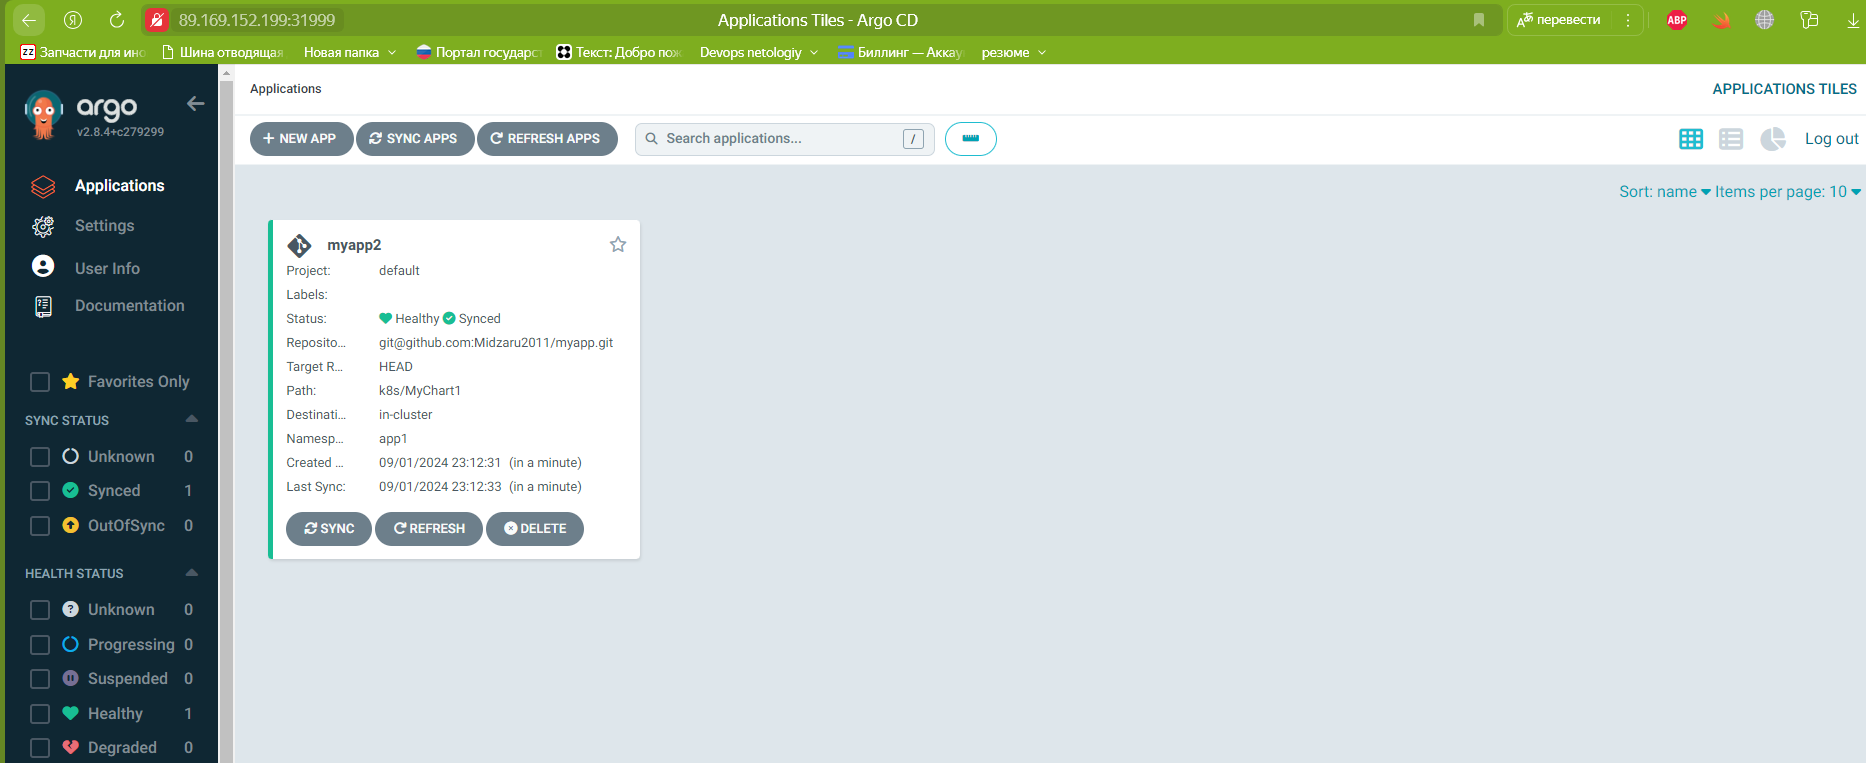 89.169.152.199:31999
Applications Tiles - Argo CD
перевести
ABP
Запчасти для ино
Шина отводящая
Новая папка
Портал государст
Текст: Добро пож
Devops netologiy
Биллинг — Аккау
резюме
argo
v2.8.4+c279299
Applications
Settings
User Info
Documentation
Favorites Only
SYNC STATUS
Unknown 0
Synced 1
OutOfSync 0
HEALTH STATUS
Unknown 0
Progressing 0
Suspended 0
Healthy 1
Degraded 0
Applications
APPLICATIONS TILES
NEW APP
SYNC APPS
REFRESH APPS
Search applications... /
Log out
Sort: name Items per page: 10
myapp2
Project: default
Labels:
Status: Healthy Synced
Reposito... git@github.com:Midzaru2011/myapp.git
Target R... HEAD
Path: k8s/MyChart1
Destinati... in-cluster
Namesp... app1
Created ... 09/01/2024 23:12:31 (in a minute)
Last Sync: 09/01/2024 23:12:33 (in a minute)
SYNC REFRESH DELETE